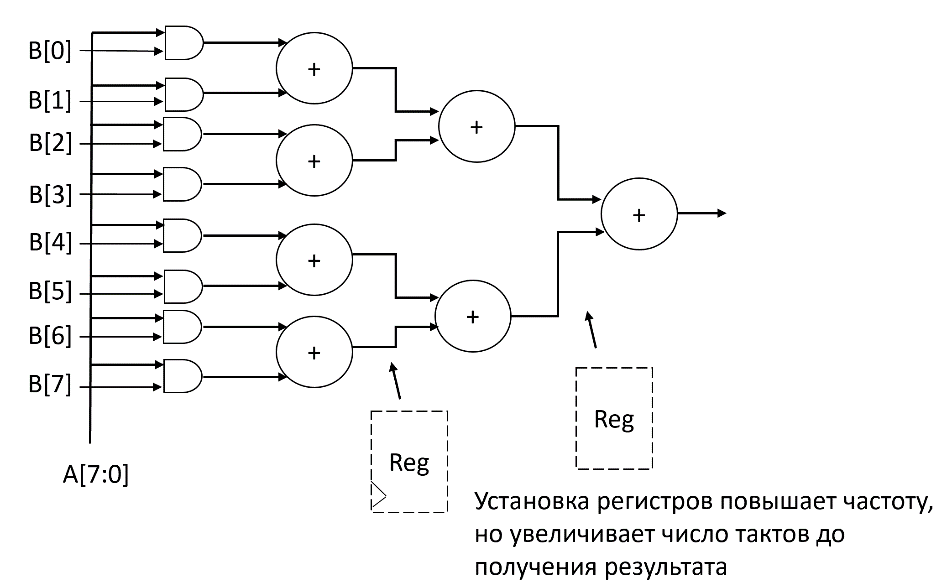 B[0]
B[1]
B[2]
B[3]
B[4]
B[5]
B[6]
B[7]
A[7:0]
+
+
+
+
+
+
+
Reg
Reg
Установка регистров повышает частоту,
но увеличивает число тактов до
получения результата